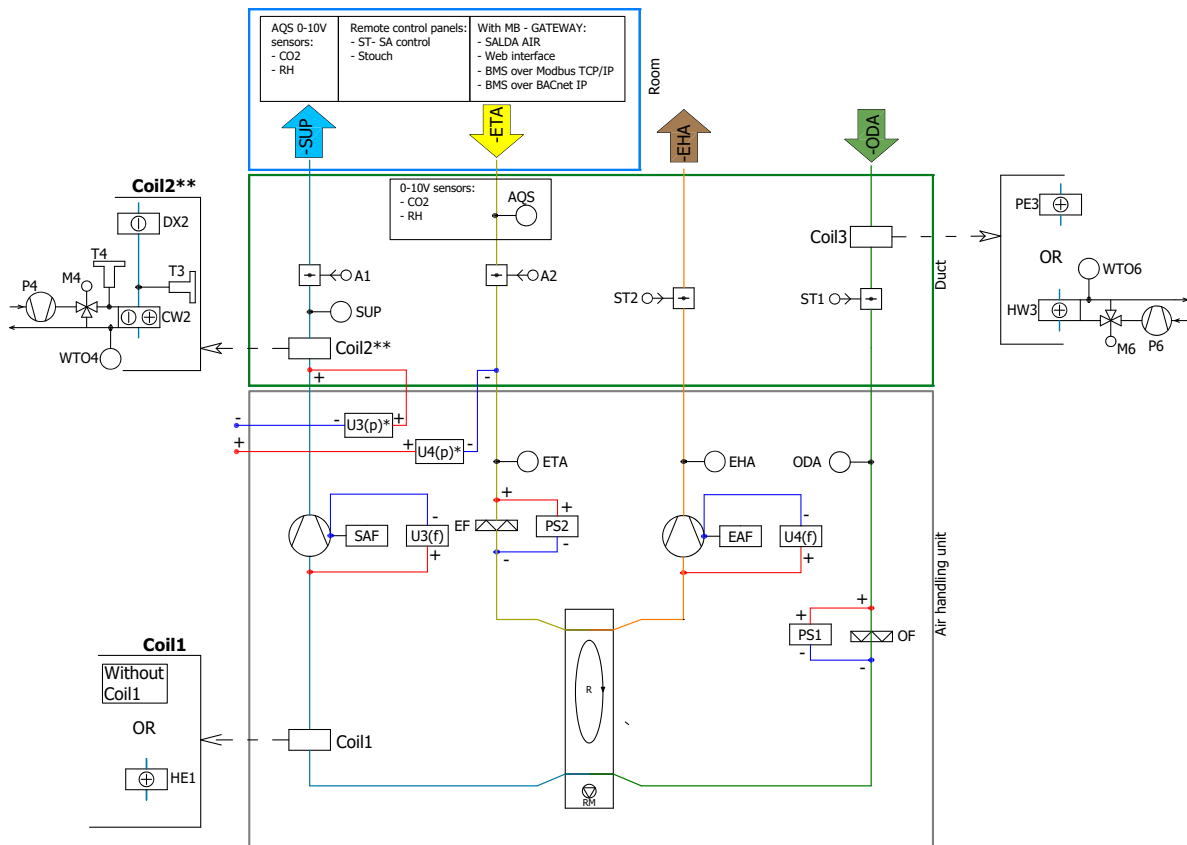 AQS 0-10V
sensors:
- CO2
- RH
Remote control panels:
- ST- SA control
- Stouch
With MB - GATEWAY:
- SALDA AIR
- Web interface
- BMS over Modbus TCP/IP
- BMS over BACnet IP
Room
-SUP
-ETA
-EHA
-ODA
Coil2**
DX2
T4
T3
M4
P4
CW2
WTO4
0-10V sensors:
- CO2
- RH
AQS
A1
A2
SUP
Coil2**
ST2
ST1
Coil3
Duct
PE3
OR
WTO6
HW3
M6
P6
+
-
-
-
U3(p)*
+
+
+
U4(p)*
-
ETA
EHA
ODA
SAF
-
U3(f)
+
EF
+
+
PS2
-
-
EAF
-
U4(f)
+
Air handling unit
+
+
PS1
OF
-
-
R
RM
Coil1
Coil1
Without
Coil1
OR
HE1